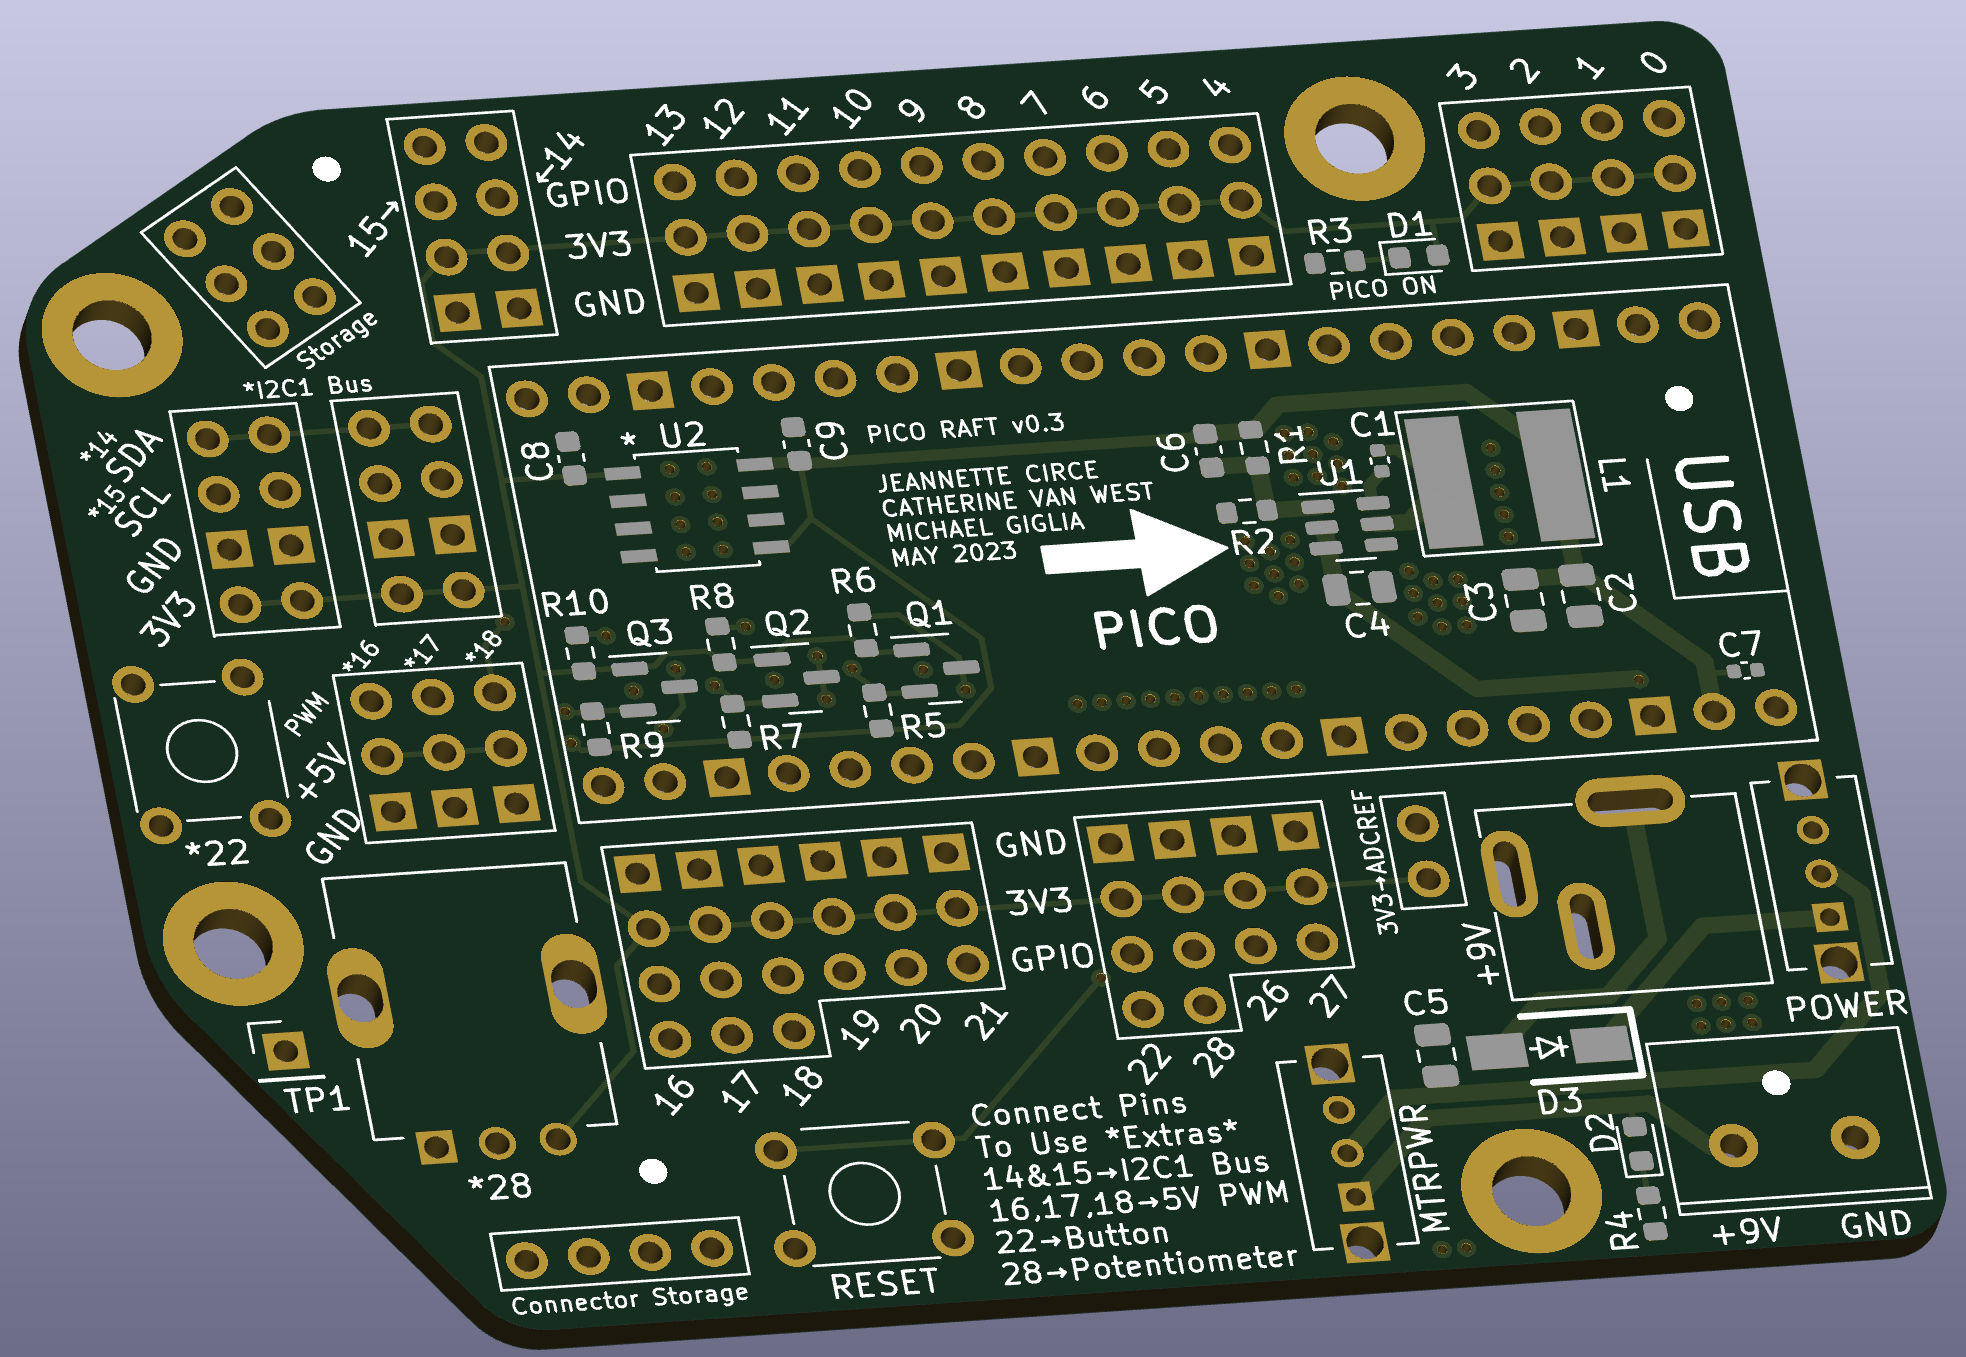 3 2 1 0
13 12 11 10 9 8 7 6 5 4
←14
15→
GPIO
3V3
GND
R3 D1
PICO ON
Storage
*I2C1 Bus
*14
SDA
*15
SCL
GND
3V3
C8
* U2
C9
PICO RAFT v0.3
JEANNETTE CIRCE
CATHERINE VAN WEST
MICHAEL GIGLIA
MAY 2023
PICO
C6
R1
U1
C1
L1
USB
R2
C4
C3
C2
C7
R10
Q3
R8
Q2
R6
Q1
R9
R7
R5
*16 *17 *18
PWM
+5V
GND
*22
GND
3V3
GPIO
16 17 18 19 20 21
22 28 26 27
3V3→ADCREF
+9V
POWER
C5
D3
D2
R4
+9V
GND
MTRPWR
TP1
*28
Connector Storage
RESET
Connect Pins
To Use *Extras*
14&15→I2C1 Bus
16,17,18→5V PWM
22→Button
28→Potentiometer